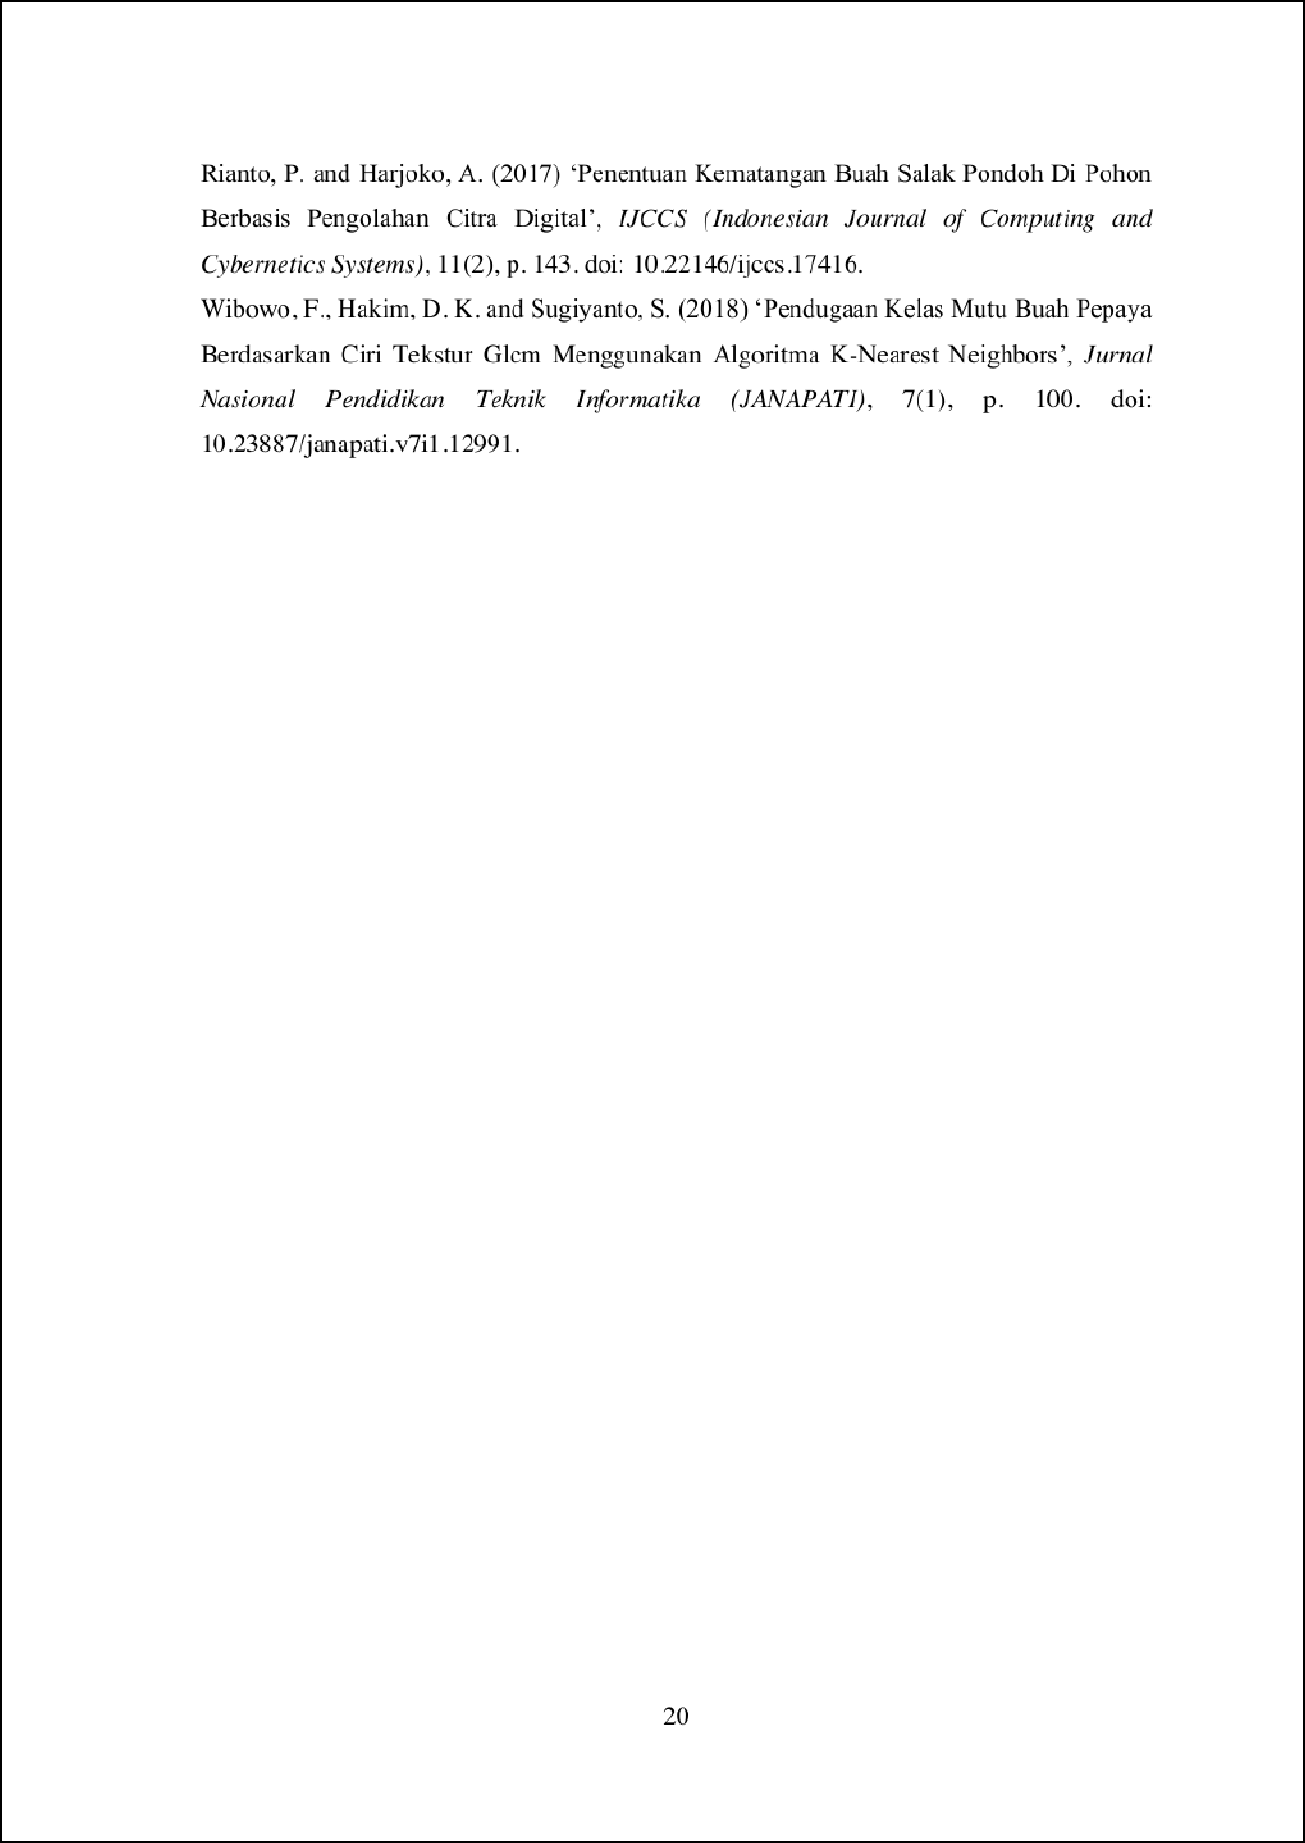 Rianto, P. and Harjoko, A. (2017) ‘Penentuan Kematangan Buah Salak Pondoh Di Pohon
Berbasis Pengolahan Citra Digital’, IJCCS (Indonesian Journal of Computing and
Cybernetics Systems), 11(2), p. 143. doi: 10.22146/ijccs.17416.
Wibowo, F., Hakim, D. K. and Sugiyanto, S. (2018) ‘Pendugaan Kelas Mutu Buah Pepaya
Berdasarkan Ciri Tekstur Glcm Menggunakan Algoritma K-Nearest Neighbors’, Jurnal
Nasional Pendidikan Teknik Informatika (JANAPATI), 7(1), p. 100. doi:
10.23887/janapati.v7i1.12991.
20